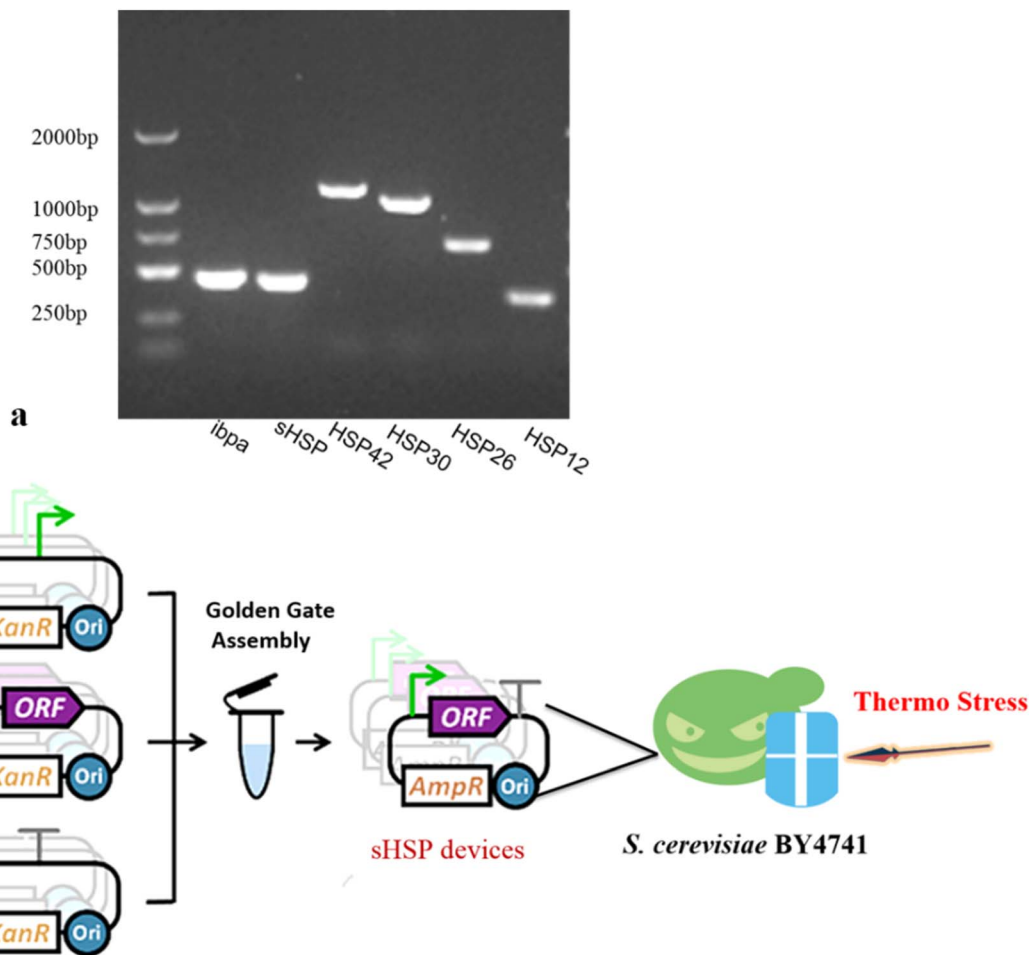 2000bp
1000bp
750bp
500bp
250bp
a
ibpa
sHSP
HSP42
HSP30
HSP26
HSP12
KanR
Ori
Golden Gate
Assembly
ORF
KanR
Ori
ORF
AmpR
Ori
Thermo Stress
sHSP devices
S. cerevisiae BY4741
KanR
Ori